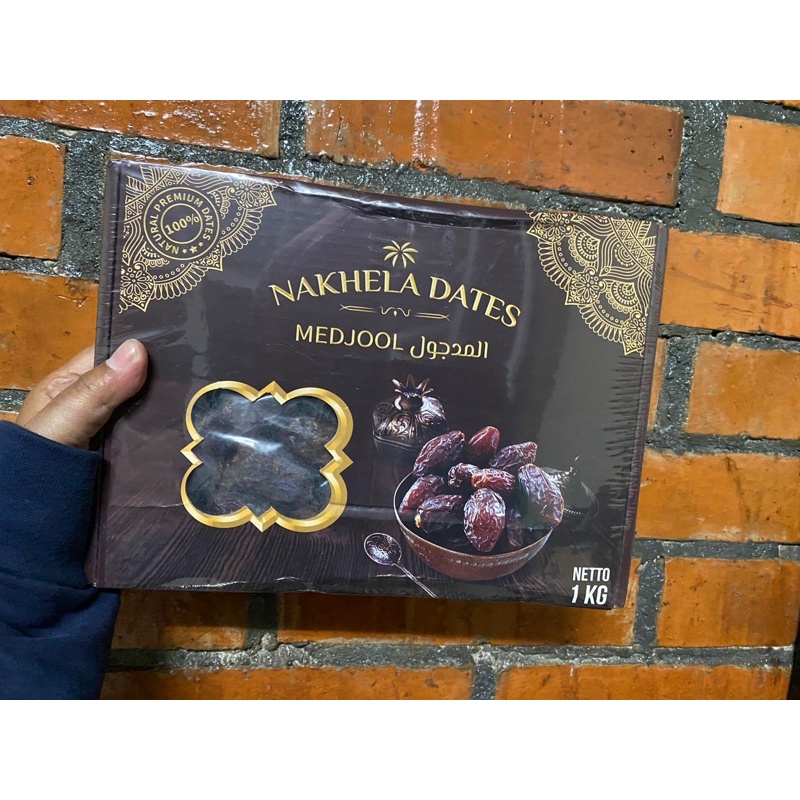 NATURAL PREMIUM DATES
100%
NAKHELA DATES
MEDJOOL المدجول
NETTO
1 KG